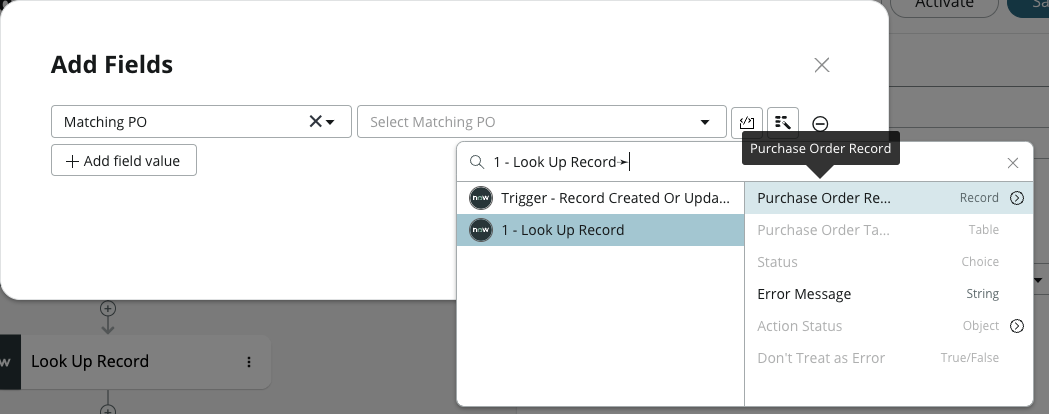 Activate
Sa
Add Fields
Matching PO
Select Matching PO
Add field value
Purchase Order Record
1 - Look Up Record
now Trigger - Record Created Or Upda...
now 1 - Look Up Record
Purchase Order Re... Record
Purchase Order Ta... Table
Status Choice
Error Message String
Action Status Object
Don't Treat as Error True/False
w Look Up Record